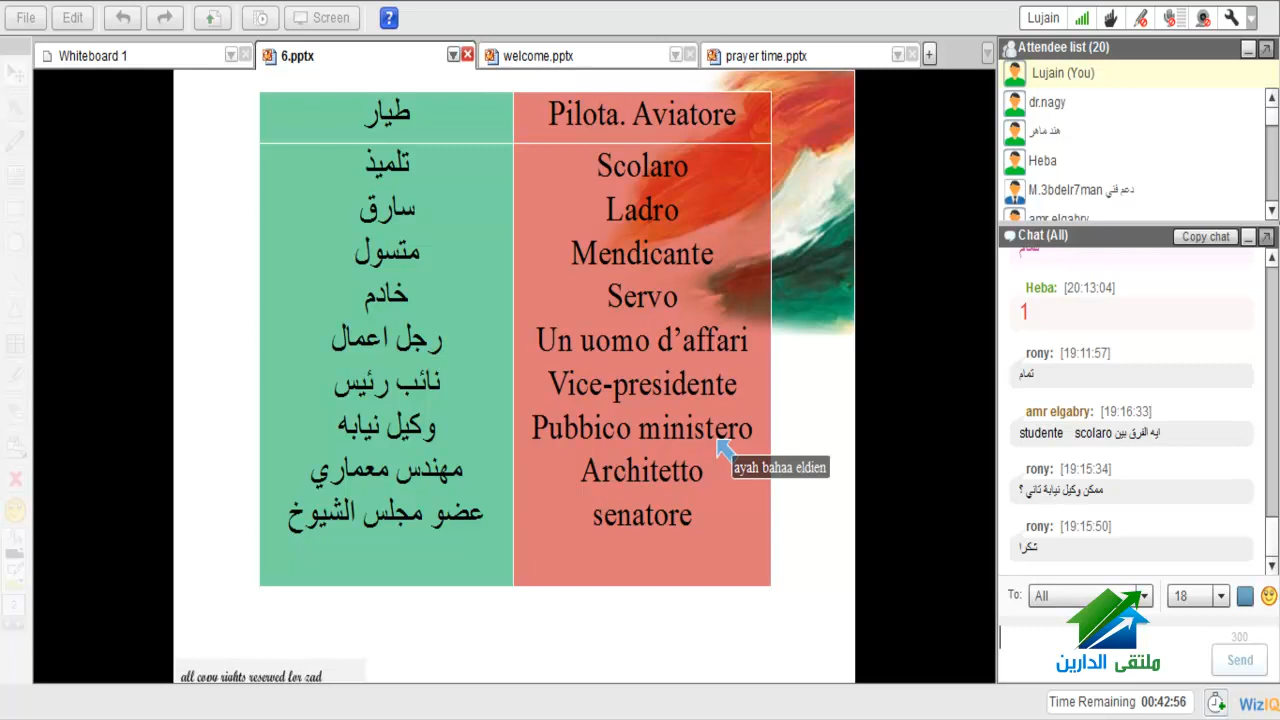 File
Edit
Screen
?
Lujain
Whiteboard 1
6.pptx
welcome.pptx
prayer time.pptx
+
Attendee list (20)
Lujain (You)
dr.nagy
هند ماهر
Heba
M.3bdelr7man دعم فني
amr elgabry
طيار
Pilota. Aviatore
تلميذ
Scolaro
سارق
Ladro
متسول
Mendicante
خادم
Servo
رجل اعمال
Un uomo d’affari
نائب رئيس
Vice-presidente
وكيل نيابه
Pubbico ministero
مهندس معماري
Architetto
عضو مجلس الشيوخ
senatore
ayah bahaa eldien
all copy rights reserved for zad
Chat (All)
Copy chat
Heba: [20:13:04]
1
rony: [19:11:57]
تمام
amr elgabry: [19:16:33]
ايه الفرق بين studente scolaro
rony: [19:15:34]
ممكن وكيل نيابة تاني ؟
rony: [19:15:50]
شكرا
To:
All
18
ملتقى الدارين
300
Send
Time Remaining 00:42:56
WizIQ